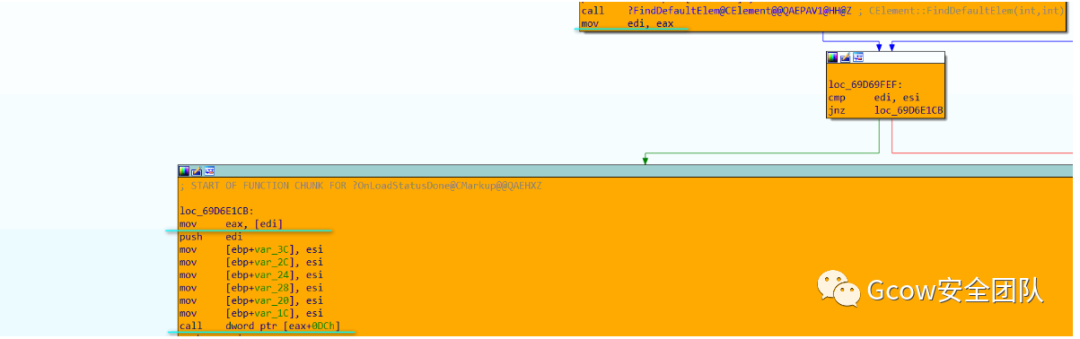 call ?FindDefaultElem@CElement@@QAEPAV1@HH@Z ; CElement::FindDefaultElem(int,int)
mov edi, eax
loc_69D69FEF:
cmp edi, esi
jnz loc_69D6E1CB
; START OF FUNCTION CHUNK FOR ?OnLoadStatusDone@CMarkup@@QAEHXZ
loc_69D6E1CB:
mov eax, [edi]
push edi
mov [ebp+var_3C], esi
mov [ebp+var_2C], esi
mov [ebp+var_24], esi
mov [ebp+var_28], esi
mov [ebp+var_20], esi
mov [ebp+var_1C], esi
call dword ptr [eax+0DCh]
Gcow安全团队